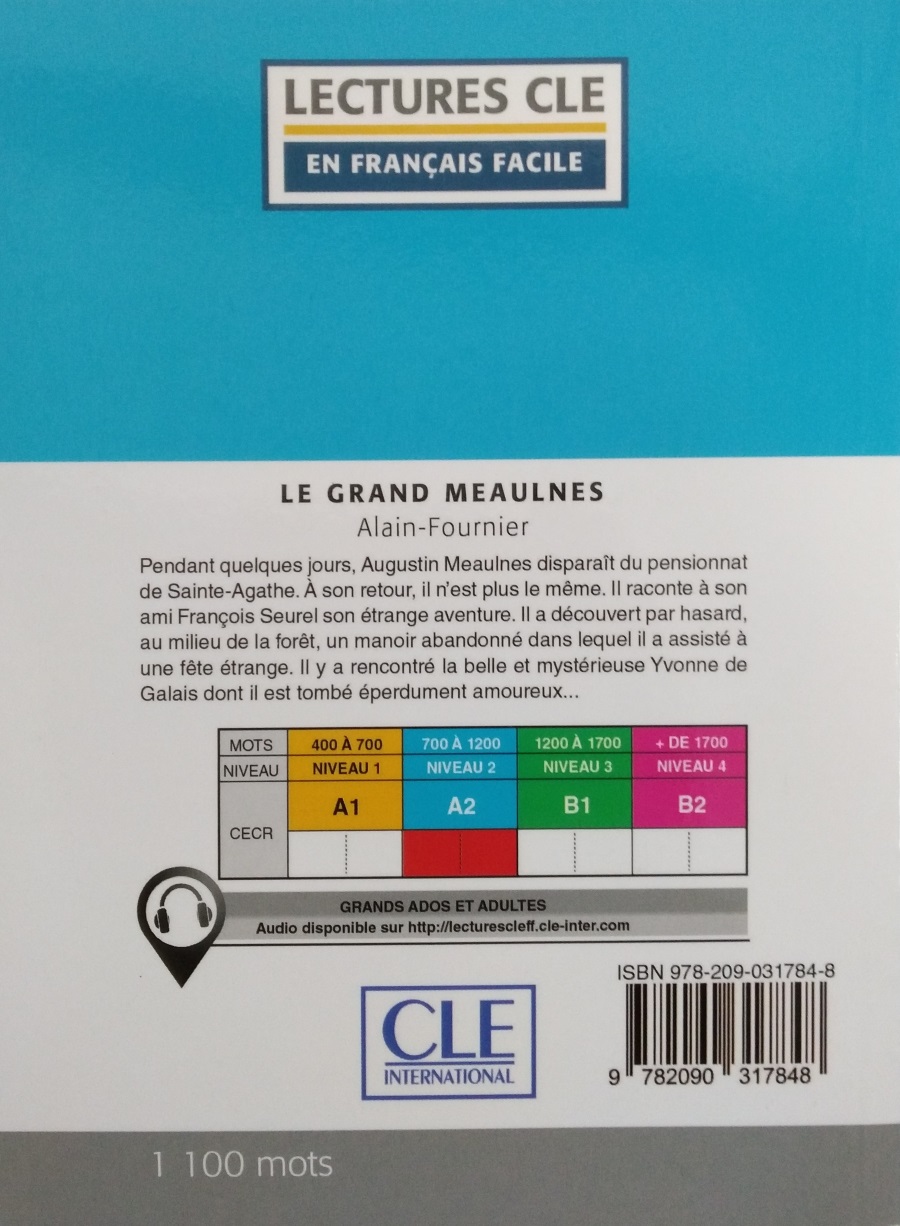 LECTURES CLE
EN FRANÇAIS FACILE
LE GRAND MEAULNES
Alain-Fournier
Pendant quelques jours, Augustin Meaulnes disparaît du pensionnat
de Sainte-Agathe. À son retour, il n'est plus le même. Il raconte à son
ami François Seurel son étrange aventure. Il a découvert par hasard,
au milieu de la forêt, un manoir abandonné dans lequel il a assisté à
une fête étrange. Il y a rencontré la belle et mystérieuse Yvonne de
Galais dont il est tombé éperdument amoureux...
MOTS 400 À 700 700 À 1200 1200 À 1700 + DE 1700
NIVEAU NIVEAU 1 NIVEAU 2 NIVEAU 3 NIVEAU 4
CECR A1 A2 B1 B2
GRANDS ADOS ET ADULTES
Audio disponible sur http://lecturescleff.cle-inter.com
ISBN 978-209-031784-8
CLE
INTERNATIONAL
9 782090 317848
1 100 mots